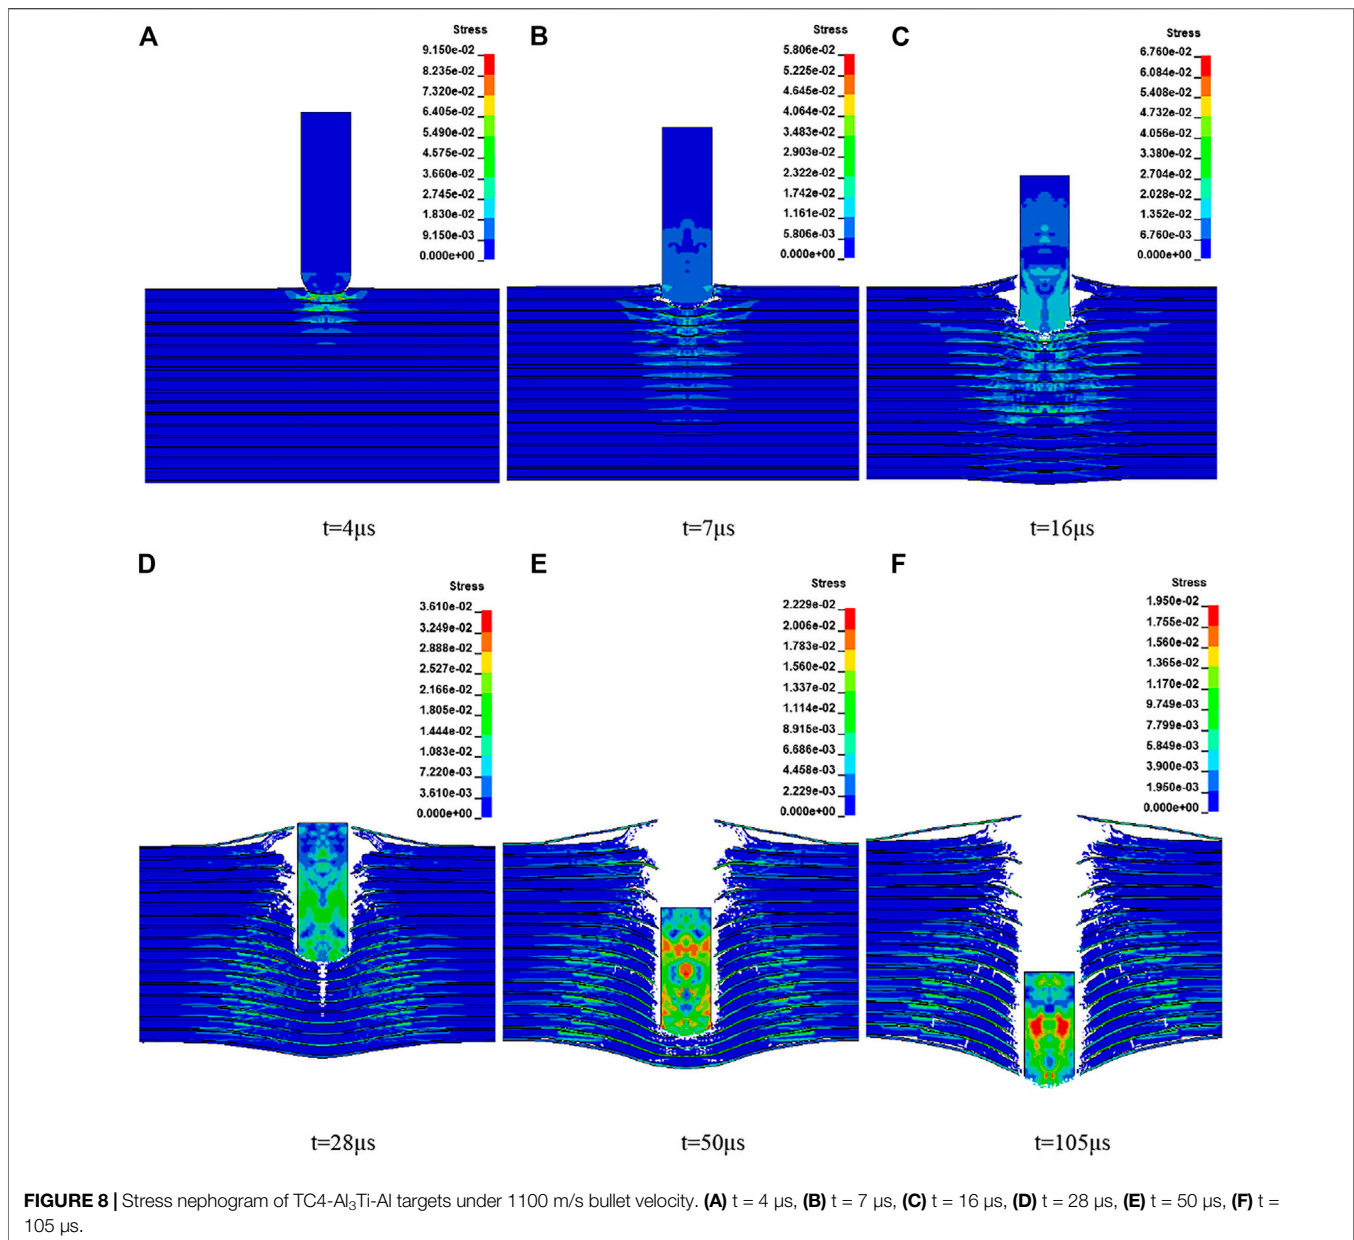 A
Stress
9.150e-02
8.235e-02
7.320e-02
6.405e-02
5.490e-02
4.575e-02
3.660e-02
2.745e-02
1.830e-02
9.150e-03
0.000e+00
t=4μs
B
Stress
5.806e-02
5.225e-02
4.645e-02
4.064e-02
3.483e-02
2.903e-02
2.322e-02
1.742e-02
1.161e-02
5.806e-03
0.000e+00
t=7μs
C
Stress
6.760e-02
6.084e-02
5.408e-02
4.732e-02
4.056e-02
3.380e-02
2.704e-02
2.028e-02
1.352e-02
6.760e-03
0.000e+00
t=16μs
D
Stress
3.610e-02
3.249e-02
2.888e-02
2.527e-02
2.166e-02
1.805e-02
1.444e-02
1.083e-02
7.220e-03
3.610e-03
0.000e+00
t=28μs
E
Stress
2.229e-02
2.006e-02
1.783e-02
1.560e-02
1.337e-02
1.114e-02
8.915e-03
6.686e-03
4.458e-03
2.229e-03
0.000e+00
t=50μs
F
Stress
1.950e-02
1.755e-02
1.560e-02
1.365e-02
1.170e-02
9.749e-03
7.799e-03
5.849e-03
3.900e-03
1.950e-03
0.000e+00
t=105μs
FIGURE 8 | Stress nephogram of TC4-Al₃Ti-Al targets under 1100 m/s bullet velocity. (A) t = 4 μs, (B) t = 7 μs, (C) t = 16 μs, (D) t = 28 μs, (E) t = 50 μs, (F) t =
105 μs.